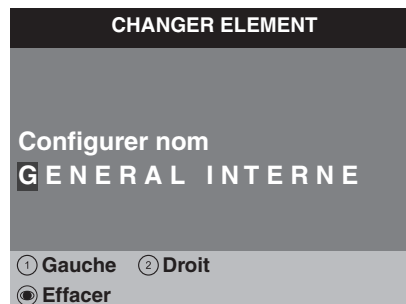 CHANGER ELEMENT
Configurer nom
GENERAL INTERNE
① Gauche ② Droit
◉ Effacer